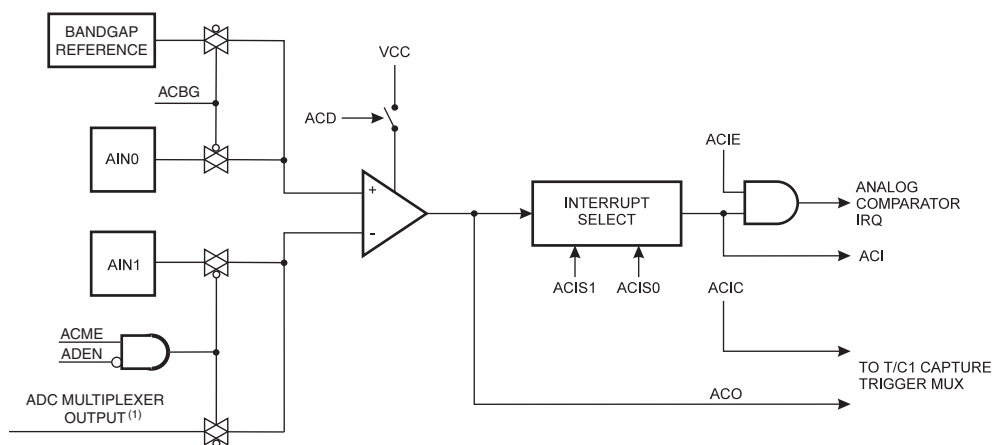 BANDGAP
REFERENCE
ACBG
AIN0
AIN1
ACME
ADEN
ADC MULTIPLEXER
OUTPUT (1)
VCC
ACD
+
-
INTERRUPT
SELECT
ACIS1 ACIS0
ACIE
ANALOG
COMPARATOR
IRQ
ACI
ACIC
TO T/C1 CAPTURE
TRIGGER MUX
ACO